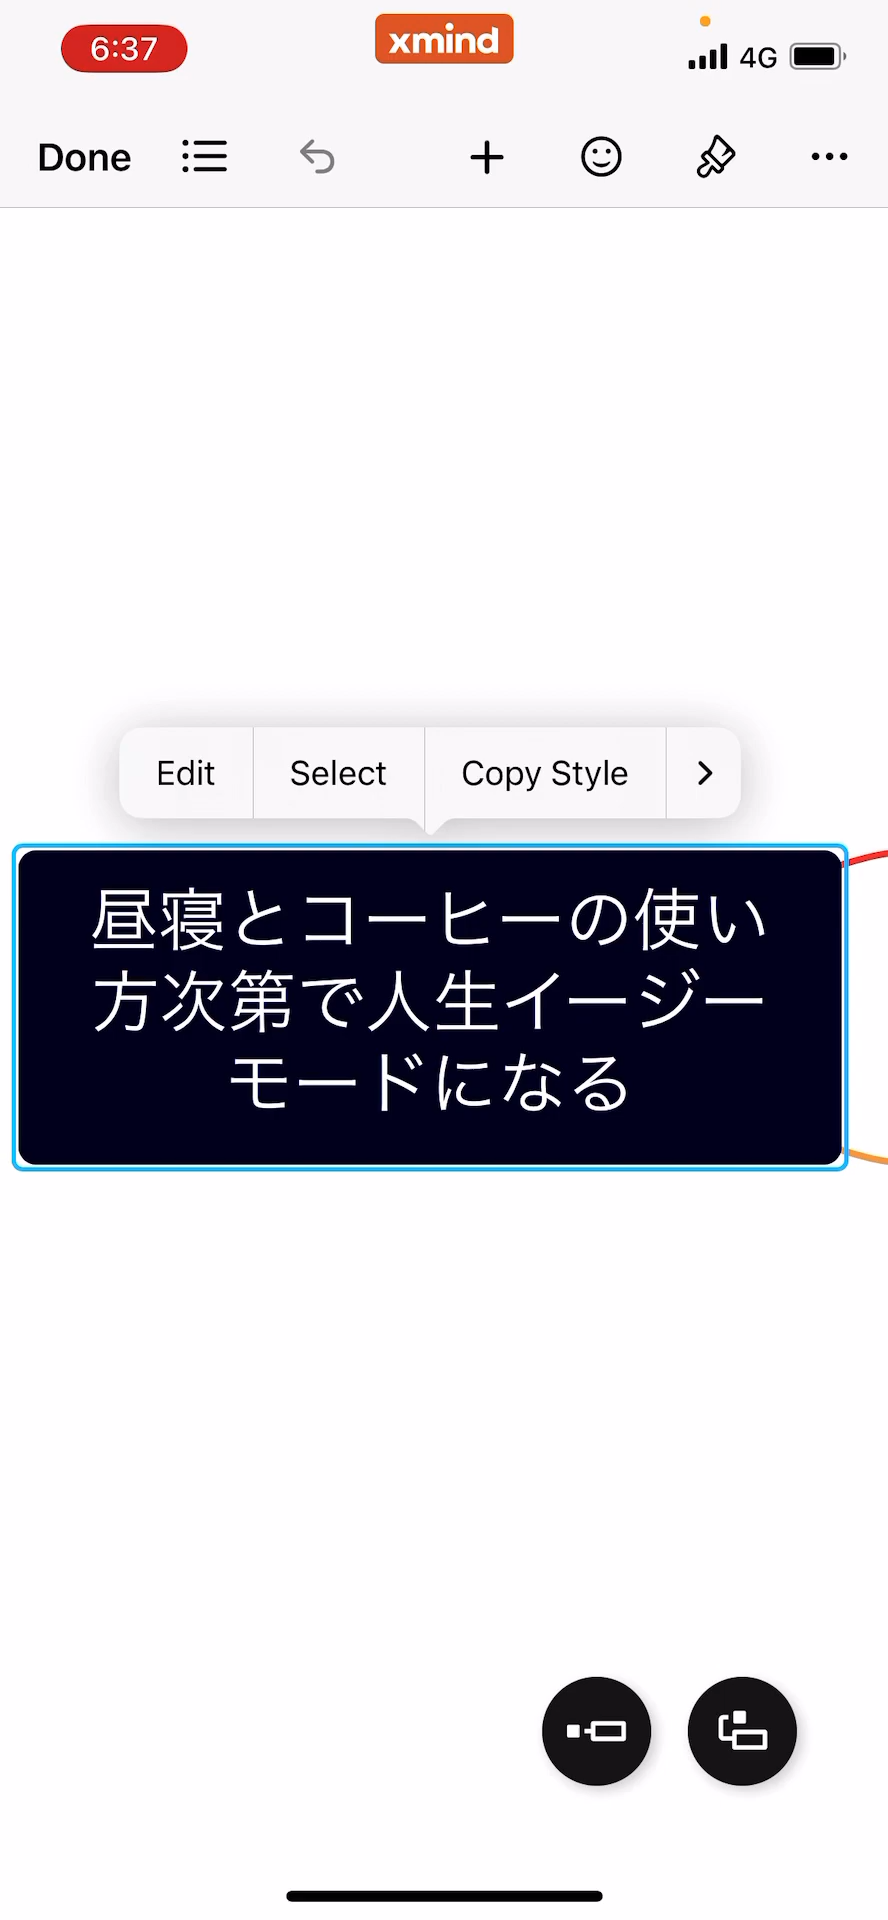 6:37
xmind
4G
Done
Edit
Select
Copy Style
昼寝とコーヒーの使い
方次第で人生イージー
モードになる